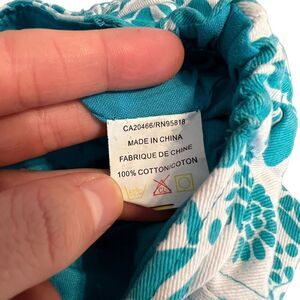 CA20466/RN95818
MADE IN CHINA
FABRIQUE DE CHINE
100% COTTON/COTON